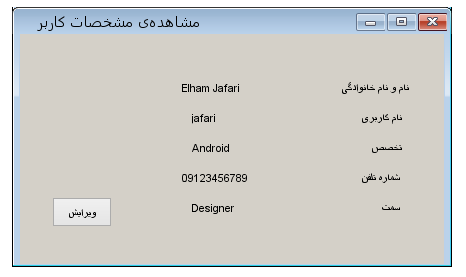 مشاهده‌ی مشخصات کاربر
نام و نام خانوادگی Elham Jafari
نام کاربری jafari
تخصص Android
شماره تلفن 09123456789
سمت Designer
ویرایش